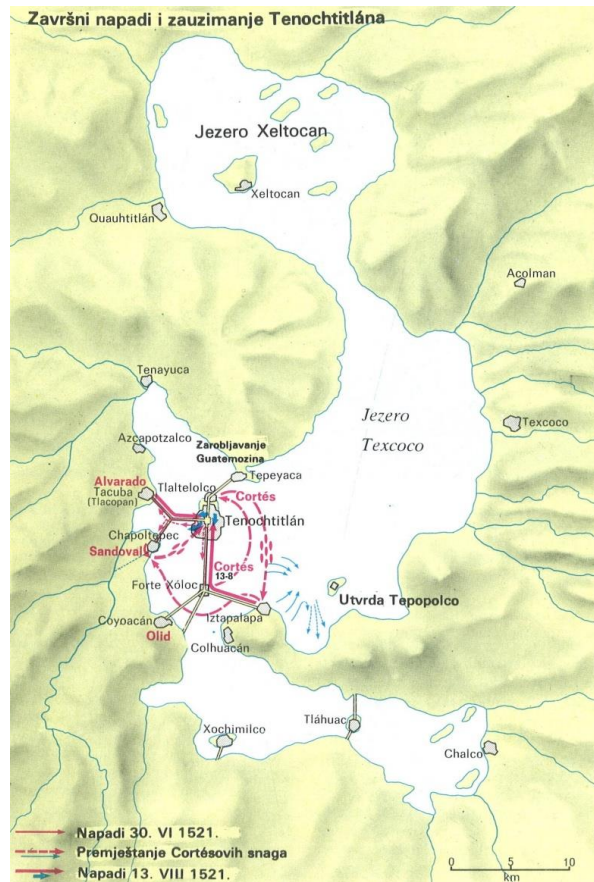 Završni napadi i zauzimanje Tenochtitlána
Jezero Xeltocan
Xeltocan
Quauhtitlán
Acolman
Tenayuca
Jezero
Texcoco
Texcoco
Azcapotzalco
Zarobljavanje
Guatemozina
Alvarado
Tlaltelolco
Tepeyaca
Tacuba
(Tlacopan)
Cortés
Tenochtitlán
Chapoltepec
Sandoval
Cortés
13-8
Forte Xóloc
Utvrda Tepopolco
Iztapalapa
Coyoacán
Olid
Colhuacán
Tláhuac
Xochimilco
Chalco
Napadi 30. VI 1521.
Premještanje Cortésovih snaga
Napadi 13. VIII 1521.
0 5 10
km